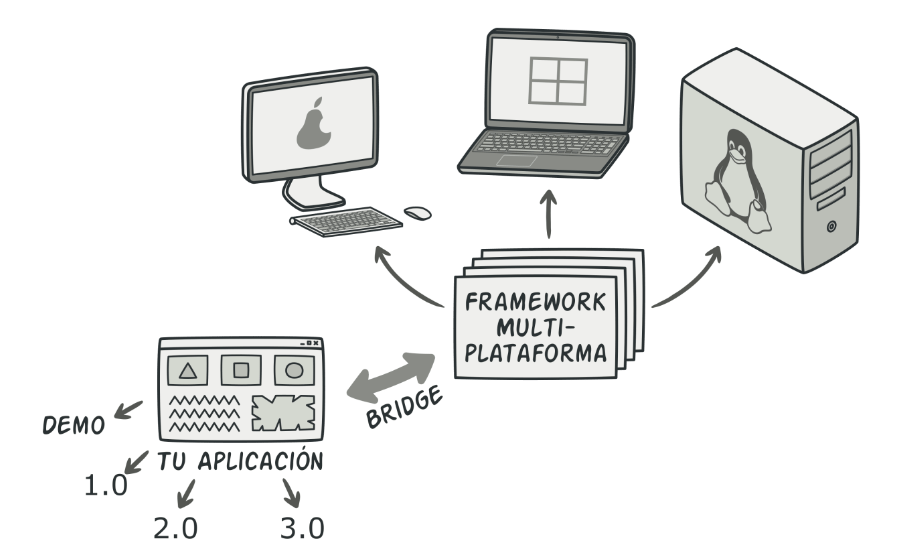 FRAMEWORK
MULTI-
PLATAFORMA
BRIDGE
DEMO
TU APLICACIÓN
1.0
2.0
3.0